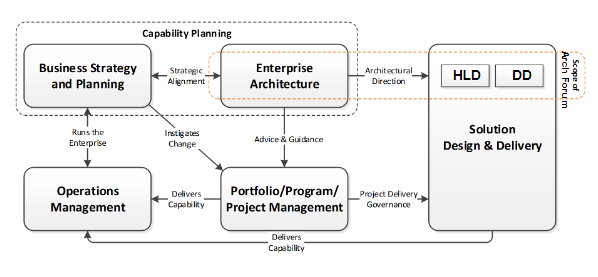 Capability Planning
Business Strategy
and Planning
Strategic
Alignment
Enterprise
Architecture
Architectural
Direction
HLD
DD
Scope of
Arch Forum
Solution
Design & Delivery
Runs the
Enterprise
Instigates
Change
Advice & Guidance
Operations
Management
Delivers
Capability
Portfolio/Program/
Project Management
Project Delivery
Governance
Delivers
Capability